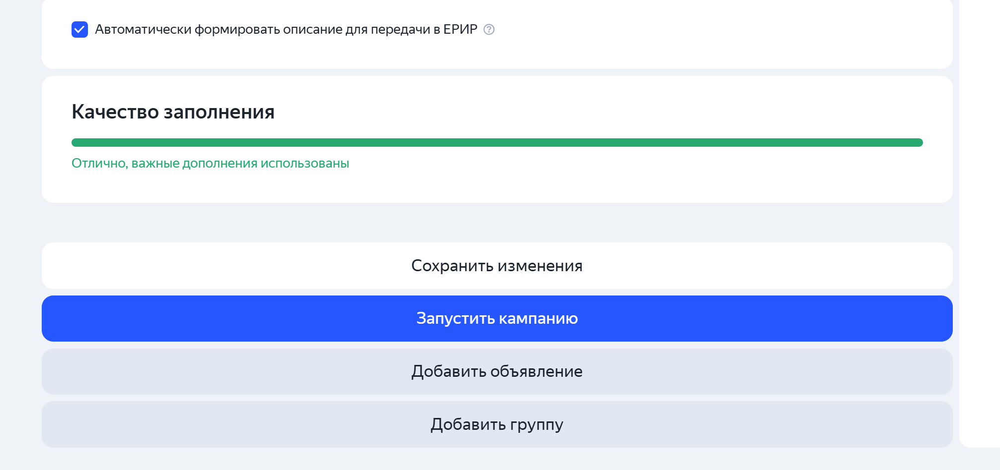 Автоматически формировать описание для передачи в ЕРИР
Качество заполнения
Отлично, важные дополнения использованы
Сохранить изменения
Запустить кампанию
Добавить объявление
Добавить группу